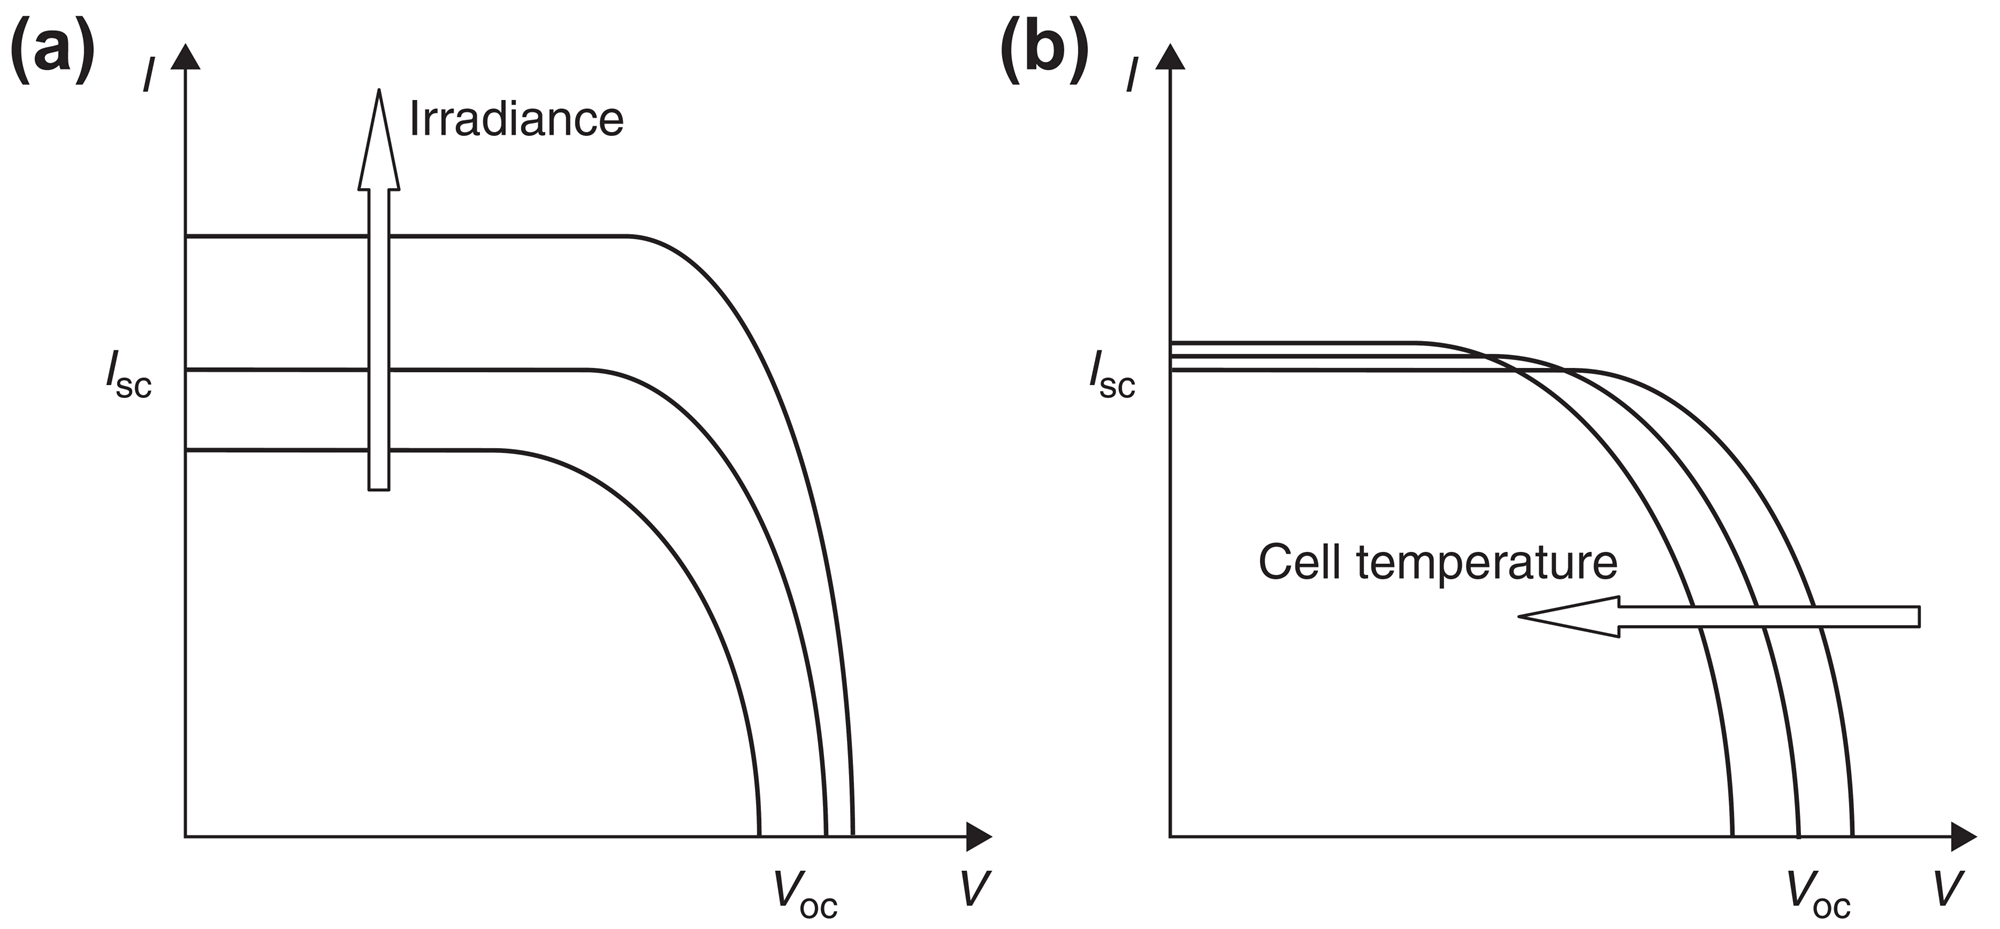 (a)
I
Irradiance
Isc
Voc
V
(b)
I
Isc
Cell temperature
Voc
V